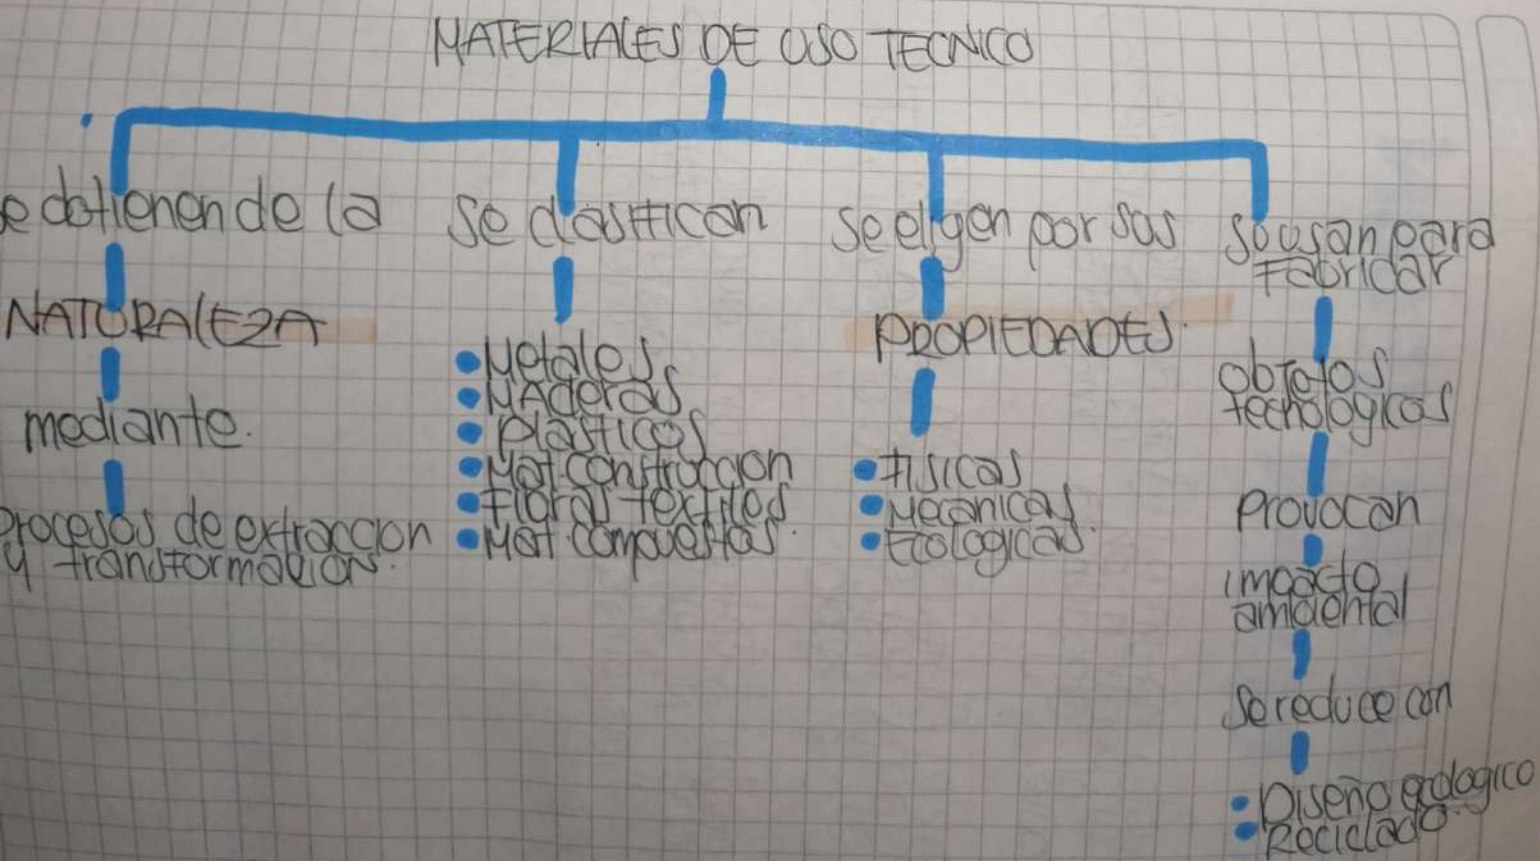 MATERIALES DE USO TECNICO
se obtienen de la
NATURALEZA
mediante.
procesos de extraccion
y transformacion.
se clasifican
• Metales
• MAderas
• plasticos
• Mat construccion
• Fibras textiles
• Mat. compuestos.
se eligen por sus
PROPIEDADES.
• Fisicas
• Mecanicas.
• Ecologicas.
se usan para
Fabricar
objetos
tecnologicos
Provocan
impacto
ambiental
Se reduce con
• Diseño ecologico
• Reciclado.